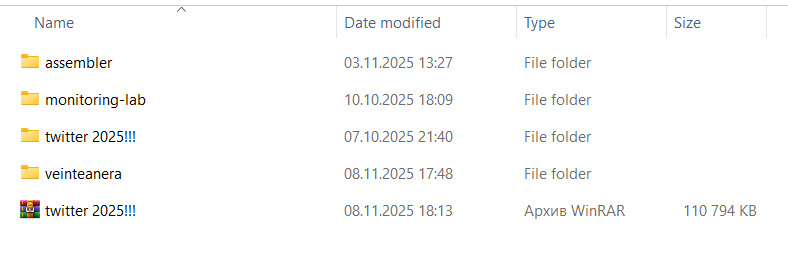 Name Date modified Type Size
assembler 03.11.2025 13:27 File folder
monitoring-lab 10.10.2025 18:09 File folder
twitter 2025!!! 07.10.2025 21:40 File folder
veinteanera 08.11.2025 17:48 File folder
twitter 2025!!! 08.11.2025 18:13 Архив WinRAR 110 794 KB